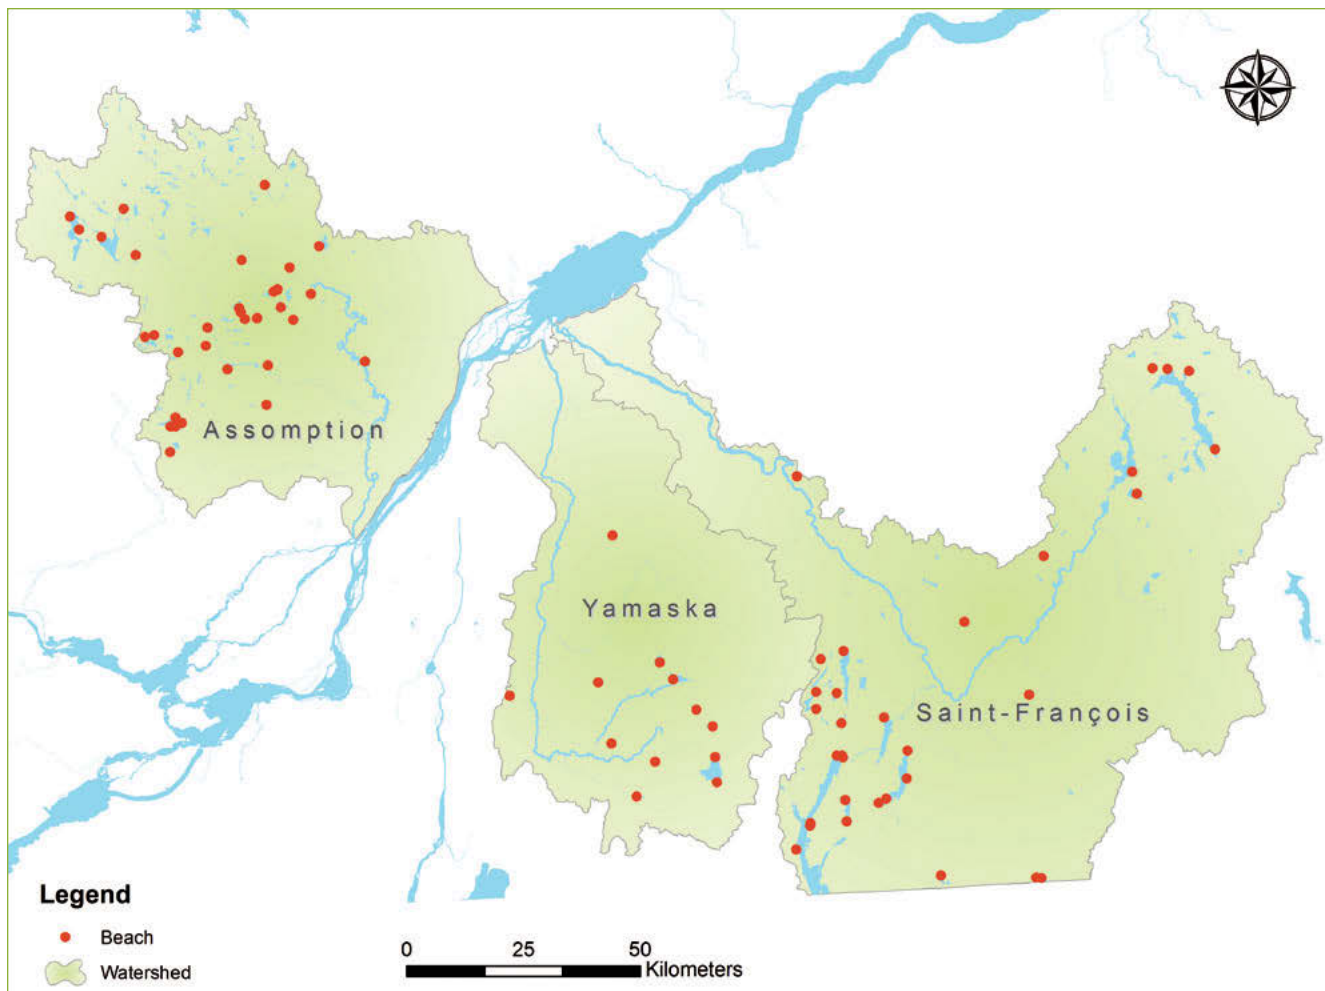 Assomption
Yamaska
Saint-François
Legend
Beach
Watershed
0 25 50
Kilometers